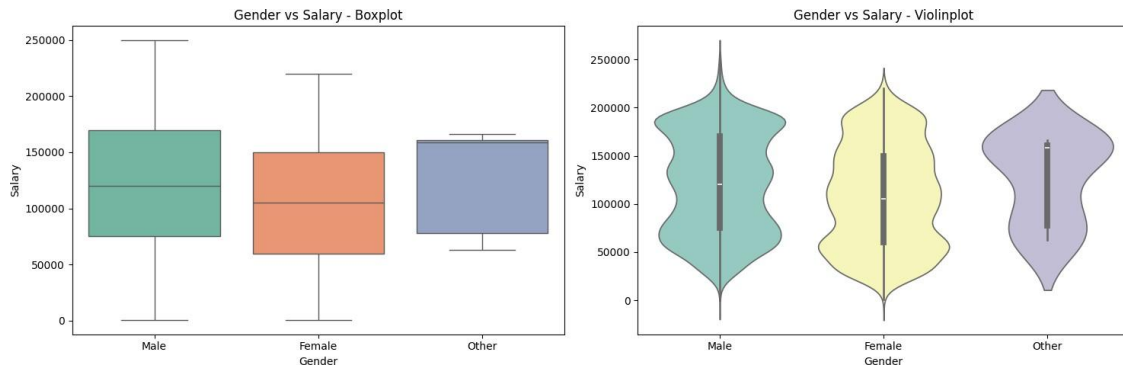 Gender vs Salary - Boxplot
250000
200000
150000
100000
50000
0
Salary
Male
Female
Other
Gender
Gender vs Salary - Violinplot
250000
200000
150000
100000
50000
0
Salary
Male
Female
Other
Gender